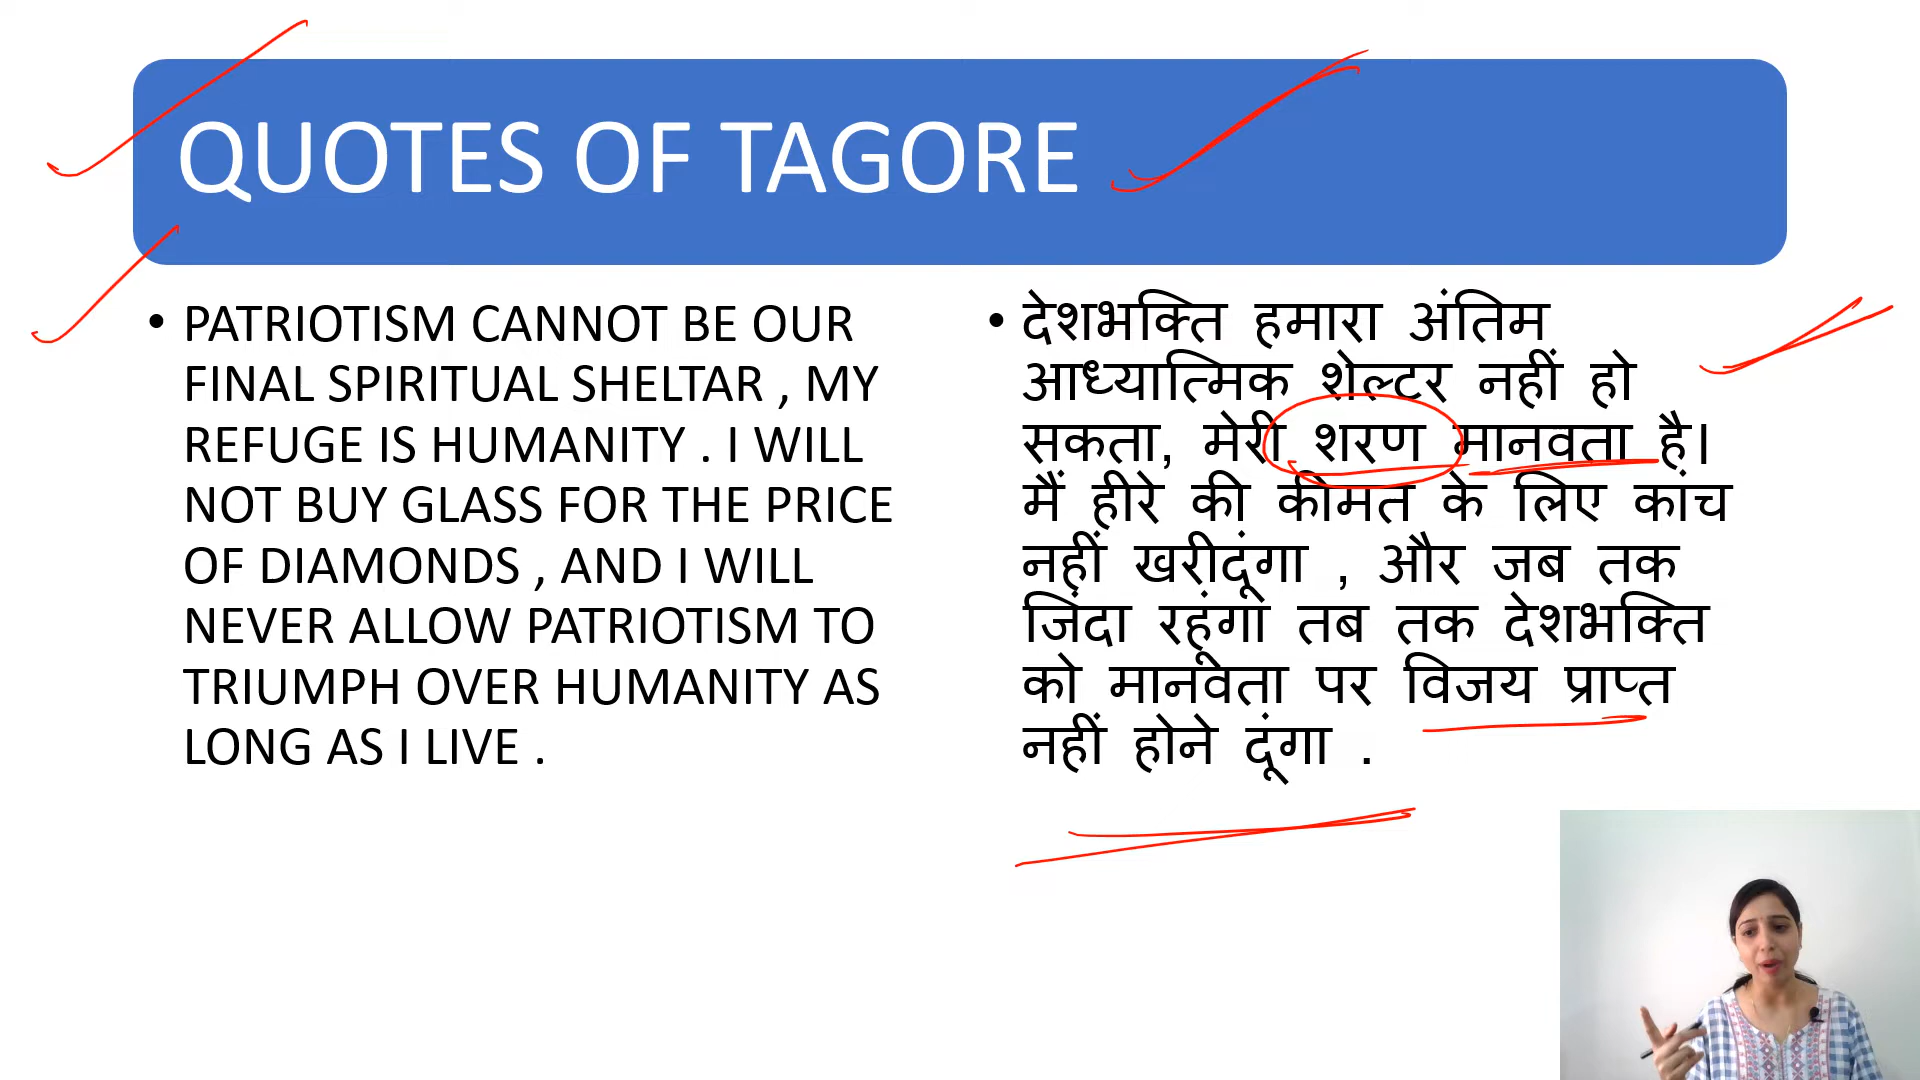 QUOTES OF TAGORE
• PATRIOTISM CANNOT BE OUR
FINAL SPIRITUAL SHELTAR , MY
REFUGE IS HUMANITY . I WILL
NOT BUY GLASS FOR THE PRICE
OF DIAMONDS , AND I WILL
NEVER ALLOW PATRIOTISM TO
TRIUMPH OVER HUMANITY AS
LONG AS I LIVE .
• देशभक्ति हमारा अंतिम
आध्यात्मिक शेल्टर नहीं हो
सकता, मेरी शरण मानवता है।
मैं हीरे की कीमत के लिए कांच
नहीं खरीदूंगा , और जब तक
जिंदा रहूंगा तब तक देशभक्ति
को मानवता पर विजय प्राप्त
नहीं होने दूंगा .